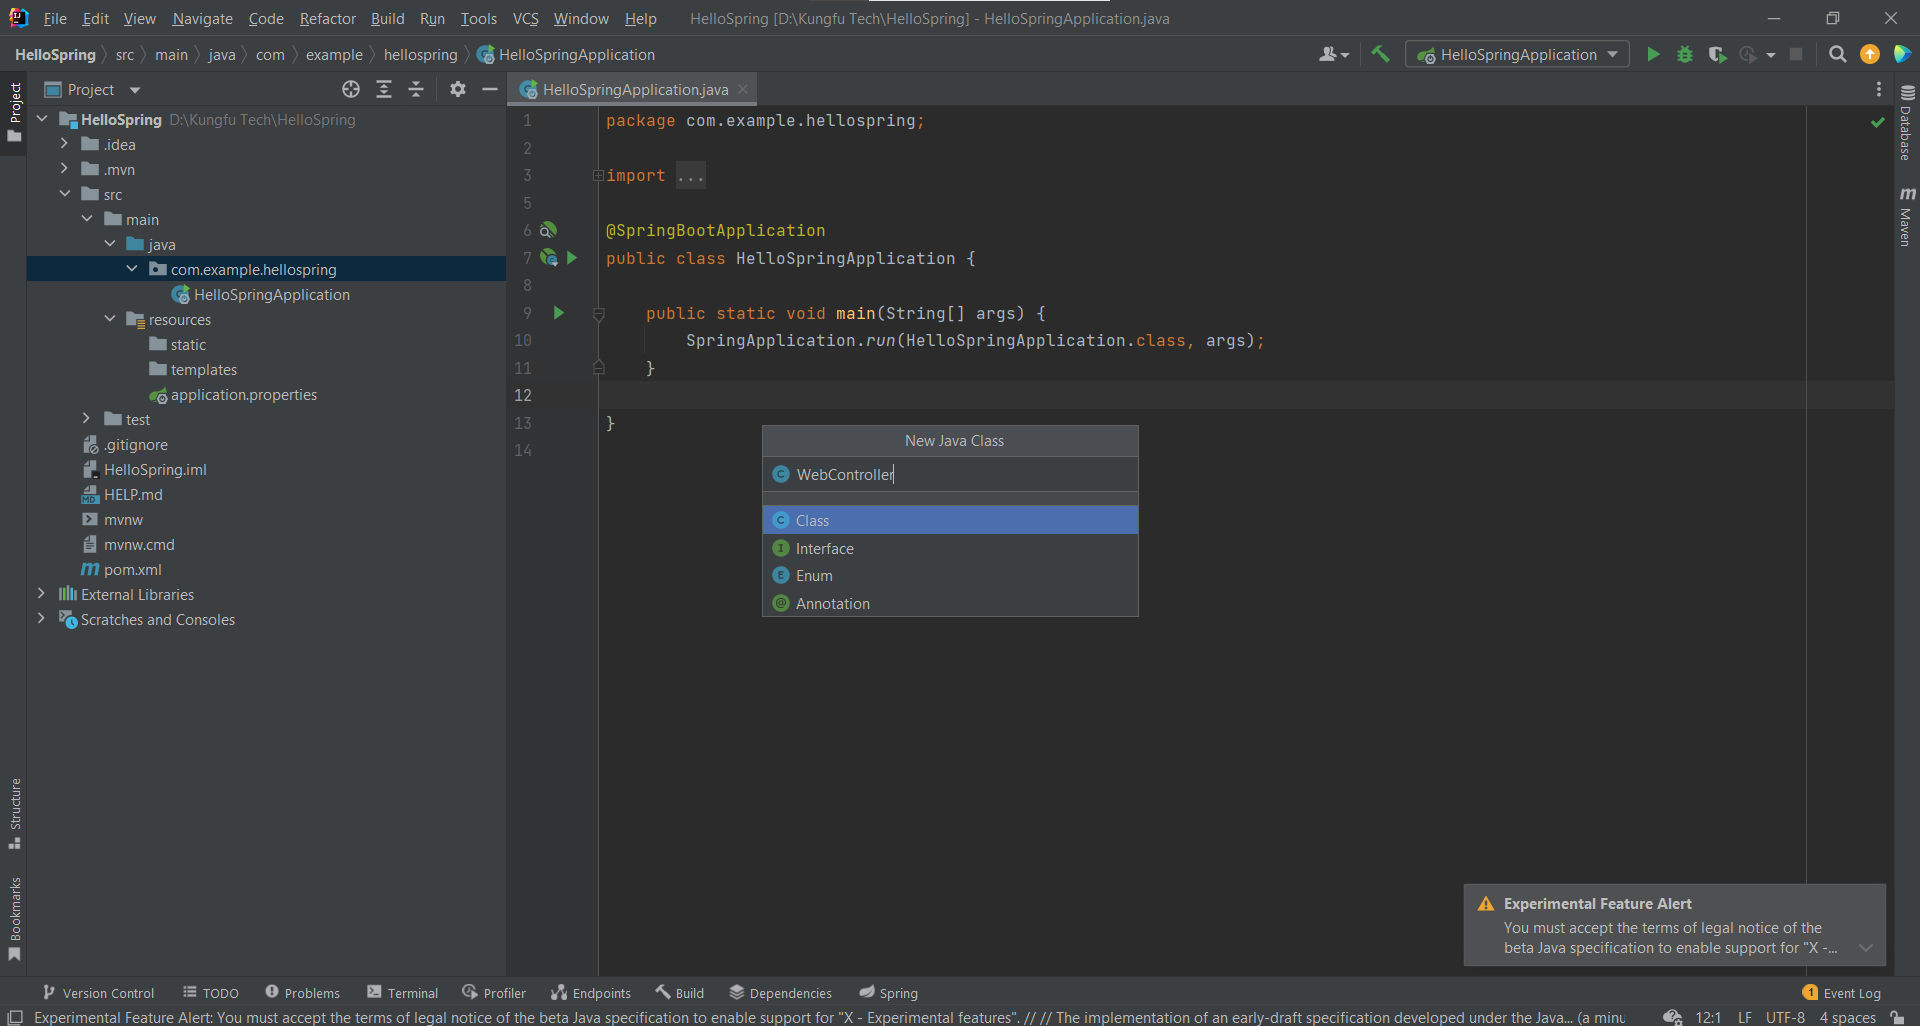 File Edit View Navigate Code Refactor Build Run Tools VCS Window Help HelloSpring [D:\Kungfu Tech\HelloSpring] - HelloSpringApplication.java
HelloSpring src main java com example hellospring HelloSpringApplication HelloSpringApplication
Project
HelloSpringApplication.java
Project
HelloSpring D:\Kungfu Tech\HelloSpring
.idea
.mvn
src
main
java
com.example.hellospring
HelloSpringApplication
resources
static
templates
application.properties
test
.gitignore
HelloSpring.iml
HELP.md
mvnw
mvnw.cmd
pom.xml
External Libraries
Scratches and Consoles
Structure
Bookmarks
1 package com.example.hellospring;
2
3 import ...
5
6 @SpringBootApplication
7 public class HelloSpringApplication {
8
9 public static void main(String[] args) {
10 SpringApplication.run(HelloSpringApplication.class, args);
11 }
12
13 }
14
New Java Class
WebController
Class
Interface
Enum
Annotation
Database
Maven
Experimental Feature Alert
You must accept the terms of legal notice of the
beta Java specification to enable support for "X -...
Version Control TODO Problems Terminal Profiler Endpoints Build Dependencies Spring 1 Event Log
Experimental Feature Alert: You must accept the terms of legal notice of the beta Java specification to enable support for "X - Experimental features". // // The implementation of an early-draft specification developed under the Java... (a minu 12:1 LF UTF-8 4 spaces